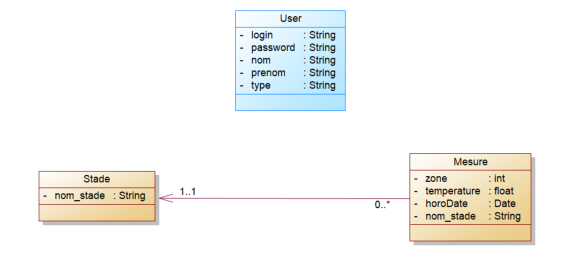 User
- login : String
- password : String
- nom : String
- prenom : String
- type : String
Stade
- nom_stade : String
1..1
0..*
Mesure
- zone : int
- temperature : float
- horoDate : Date
- nom_stade : String